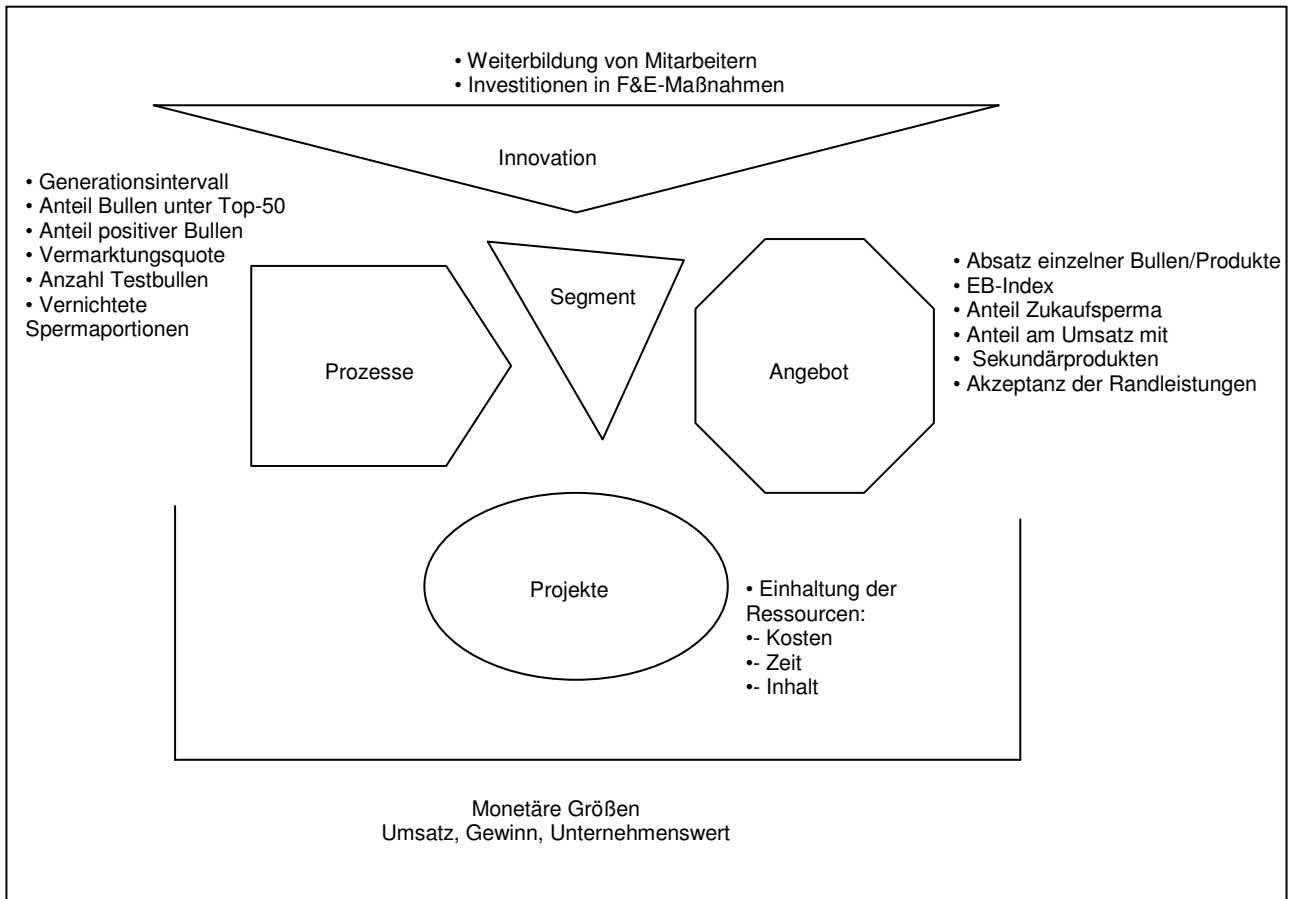 • Weiterbildung von Mitarbeitern
• Investitionen in F&E-Maßnahmen
Innovation
• Generationsintervall
• Anteil Bullen unter Top-50
• Anteil positiver Bullen
• Vermarktungsquote
• Anzahl Testbullen
• Vernichtete
Spermaportionen
Prozesse
Segment
Angebot
• Absatz einzelner Bullen/Produkte
• EB-Index
• Anteil Zukaufsperma
• Anteil am Umsatz mit
•  Sekundärprodukten
• Akzeptanz der Randleistungen
Projekte
• Einhaltung der
Ressourcen:
•- Kosten
•- Zeit
•- Inhalt
Monetäre Größen
Umsatz, Gewinn, Unternehmenswert